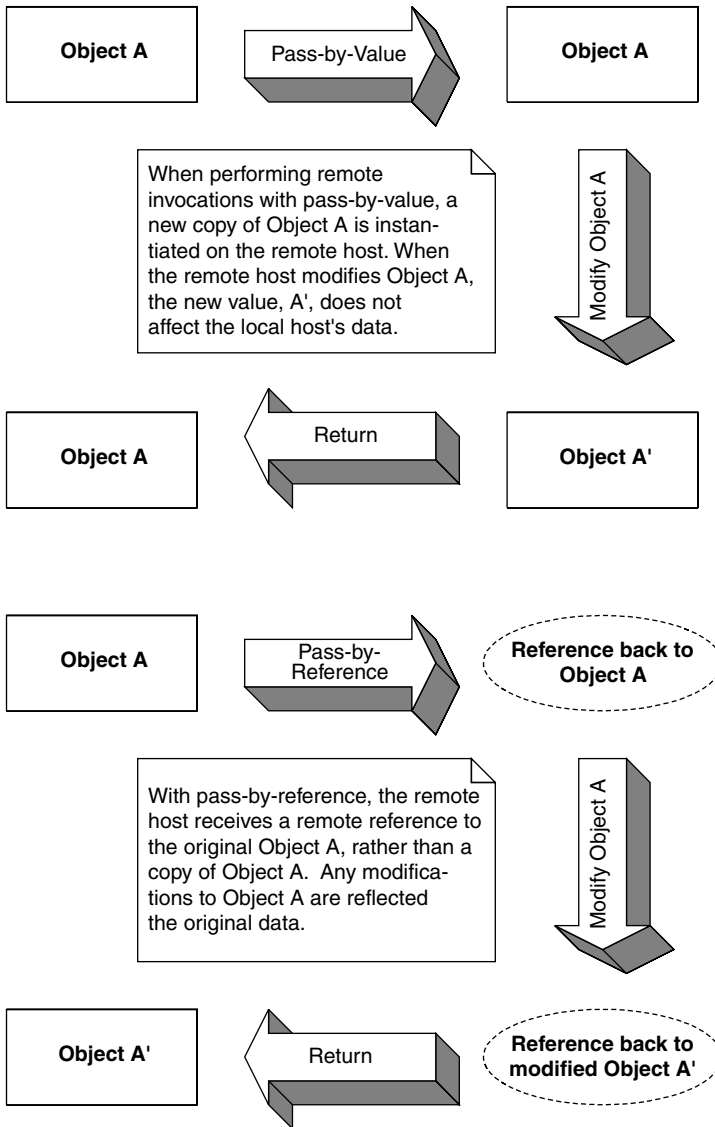 Object A
Pass-by-Value
Object A
When performing remote
invocations with pass-by-value, a
new copy of Object A is instan-
tiated on the remote host. When
the remote host modifies Object A,
the new value, A', does not
affect the local host's data.
Modify Object A
Object A
Return
Object A'
Object A
Pass-by-
Reference
Reference back to
Object A
With pass-by-reference, the remote
host receives a remote reference to
the original Object A, rather than a
copy of Object A. Any modifica-
tions to Object A are reflected
the original data.
Modify Object A
Object A'
Return
Reference back to
modified Object A'